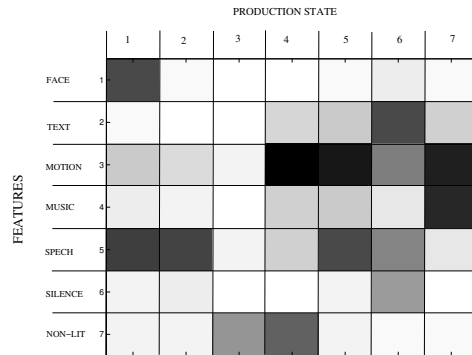 PRODUCTION STATE
1 2 3 4 5 6 7
FEATURES
FACE 1
TEXT 2
MOTION 3
MUSIC 4
SPECH 5
SILENCE 6
NON-LIT 7